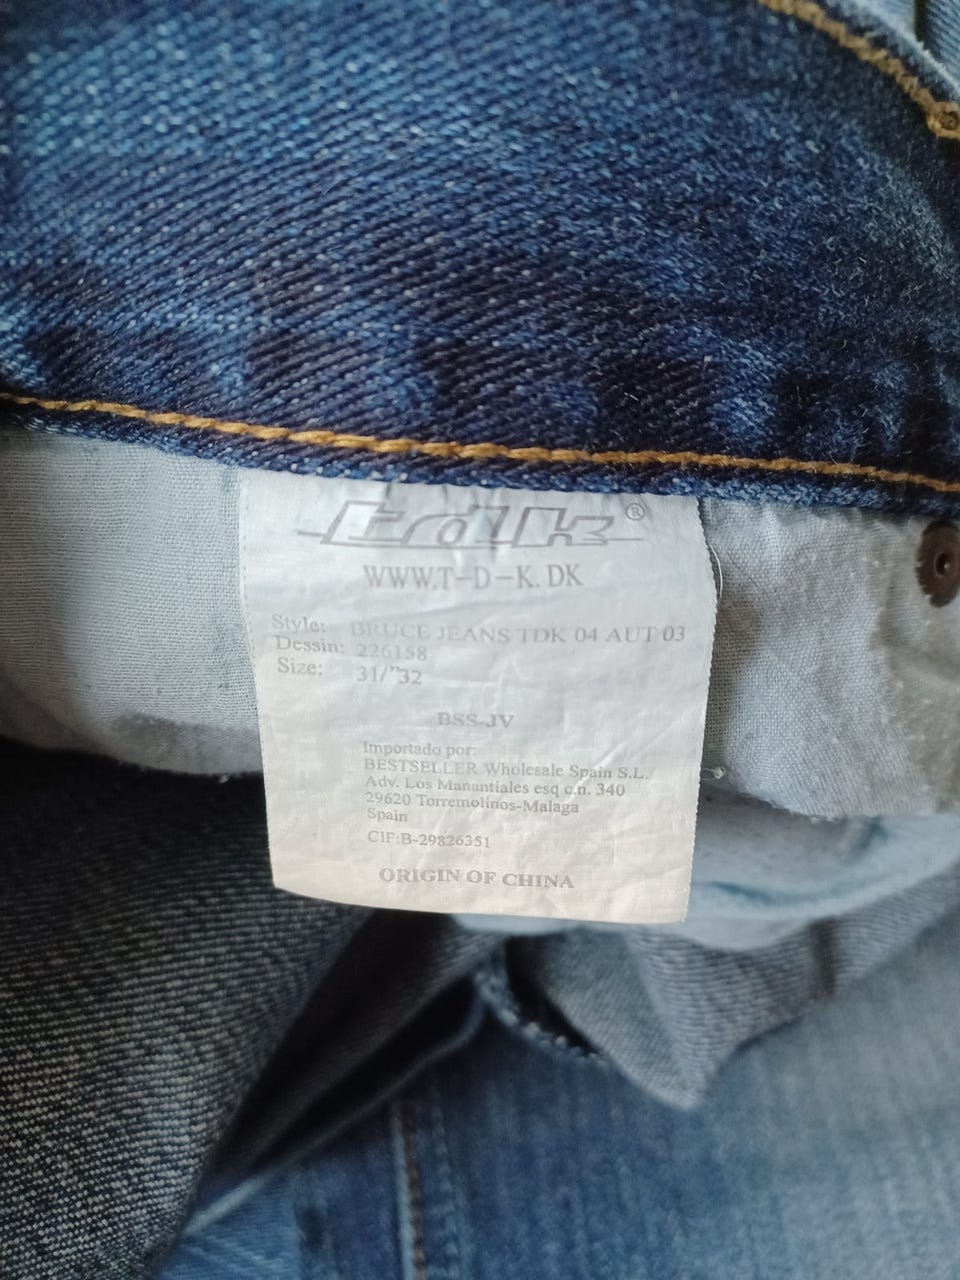 tdk®
WWW.T-D-K.DK
Style: BRUCE JEANS TDK 04 AUT 03
Dessin: 226158
Size: 31/"32
BSS-JV
Importado por:
BESTSELLER Wholesale Spain S.L.
Adv. Los Manantiales esq c.n. 340
29620 Torremolinos-Malaga
Spain
CIF:B-29826351
ORIGIN OF CHINA